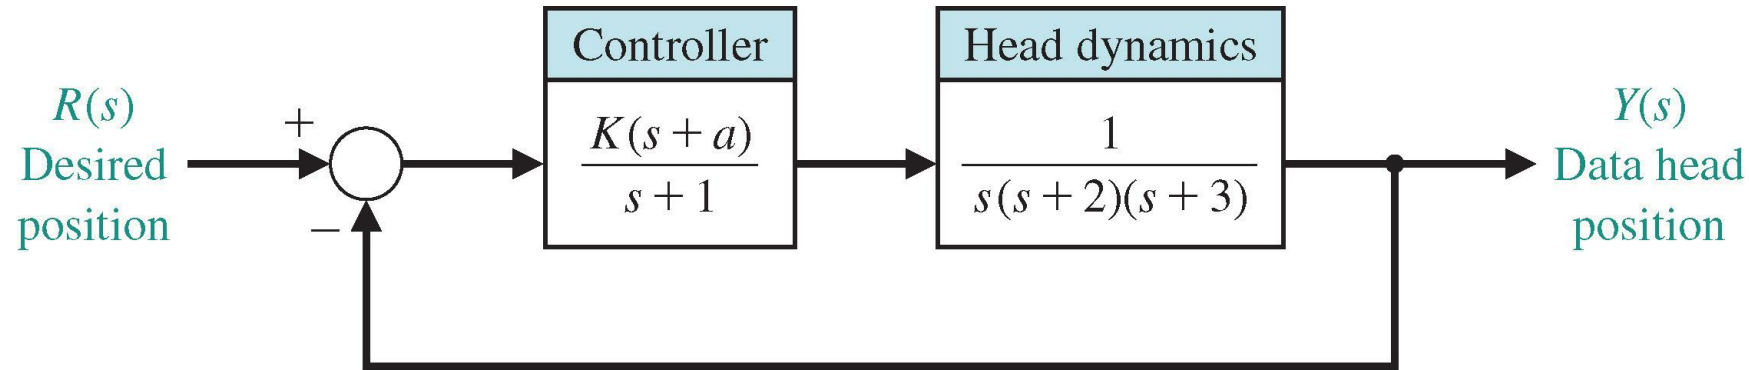 R(s)
Desired
position
+
−
Controller
K(s + a)
s + 1
Head dynamics
1
s(s + 2)(s + 3)
Y(s)
Data head
position